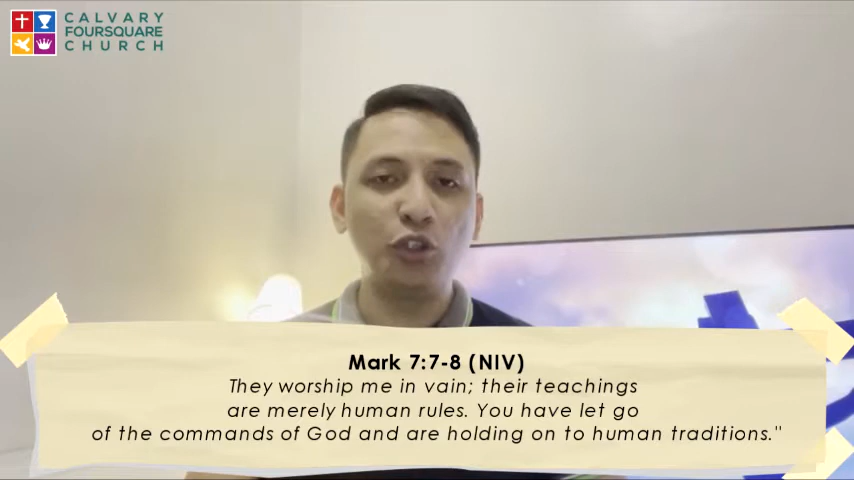 CALVARY
FOURSQUARE
CHURCH
Mark 7:7-8 (NIV)
They worship me in vain; their teachings
are merely human rules. You have let go
of the commands of God and are holding on to human traditions."